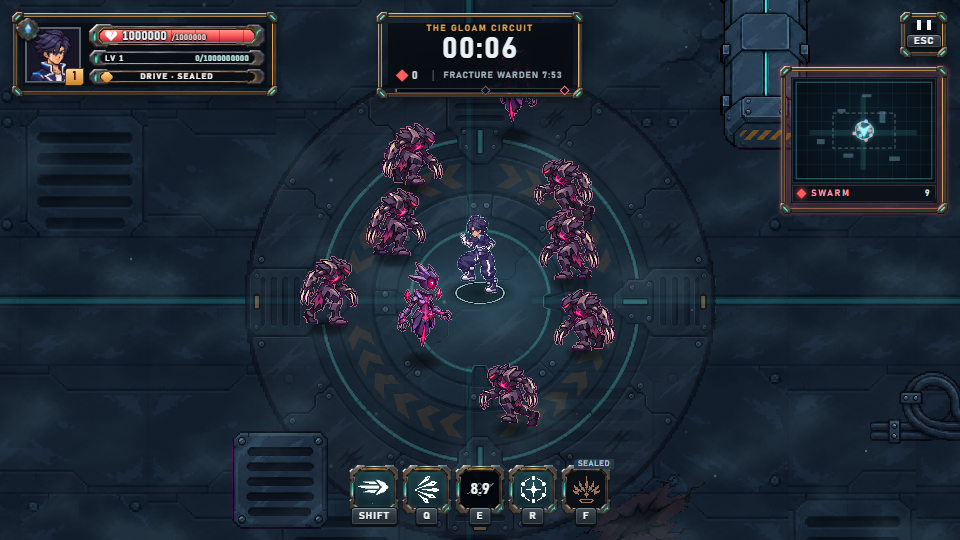 1000000 /1000000
LV 1 0/1000000000
DRIVE - SEALED
1
THE GLOAM CIRCUIT
00:06
0 | FRACTURE WARDEN 7:53
ESC
SWARM 9
SEALED
8.9
SHIFT Q E R F